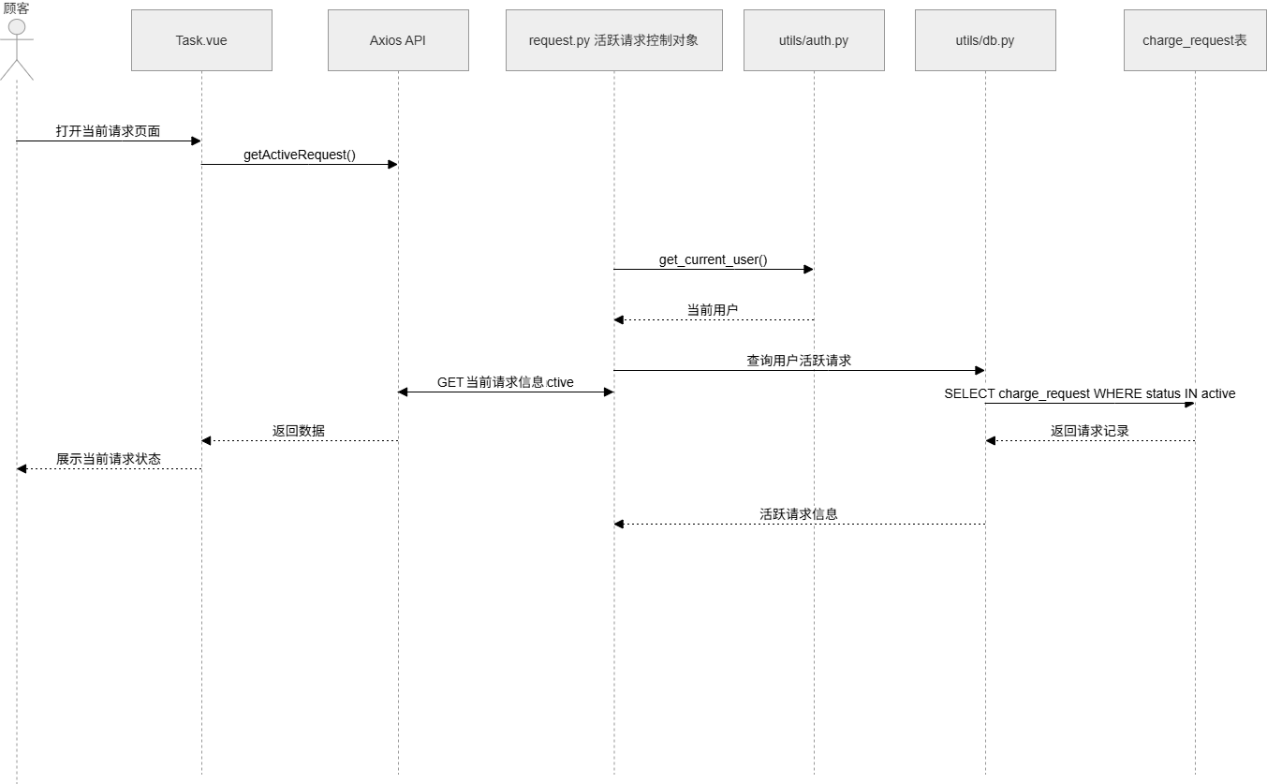 顾客
Task.vue
Axios API
request.py 活跃请求控制对象
utils/auth.py
utils/db.py
charge_request表
打开当前请求页面
getActiveRequest()
get_current_user()
当前用户
查询用户活跃请求
GET 当前请求信息 ctive
SELECT charge_request WHERE status IN active
返回数据
返回请求记录
展示当前请求状态
活跃请求信息